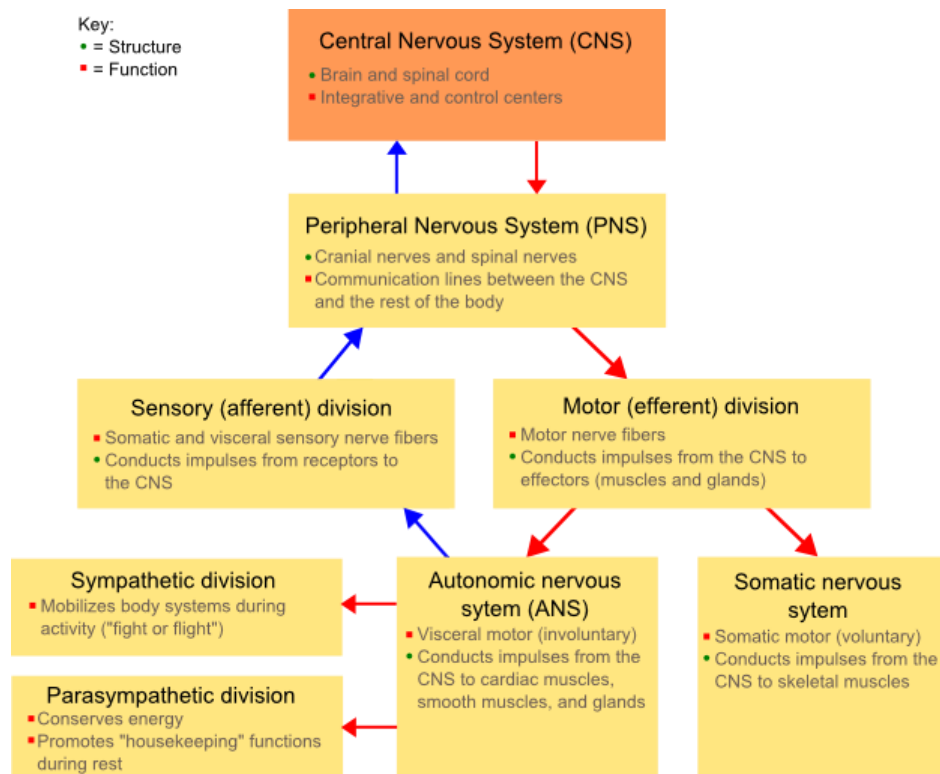 Key:
= Structure
= Function
Central Nervous System (CNS)
Brain and spinal cord
Integrative and control centers
Peripheral Nervous System (PNS)
Cranial nerves and spinal nerves
Communication lines between the CNS
and the rest of the body
Sensory (afferent) division
Somatic and visceral sensory nerve fibers
Conducts impulses from receptors to
the CNS
Motor (efferent) division
Motor nerve fibers
Conducts impulses from the CNS to
effectors (muscles and glands)
Sympathetic division
Mobilizes body systems during
activity ("fight or flight")
Parasympathetic division
Conserves energy
Promotes "housekeeping" functions
during rest
Autonomic nervous
sytem (ANS)
Visceral motor (involuntary)
Conducts impulses from the
CNS to cardiac muscles,
smooth muscles, and glands
Somatic nervous
sytem
Somatic motor (voluntary)
Conducts impulses from the
CNS to skeletal muscles